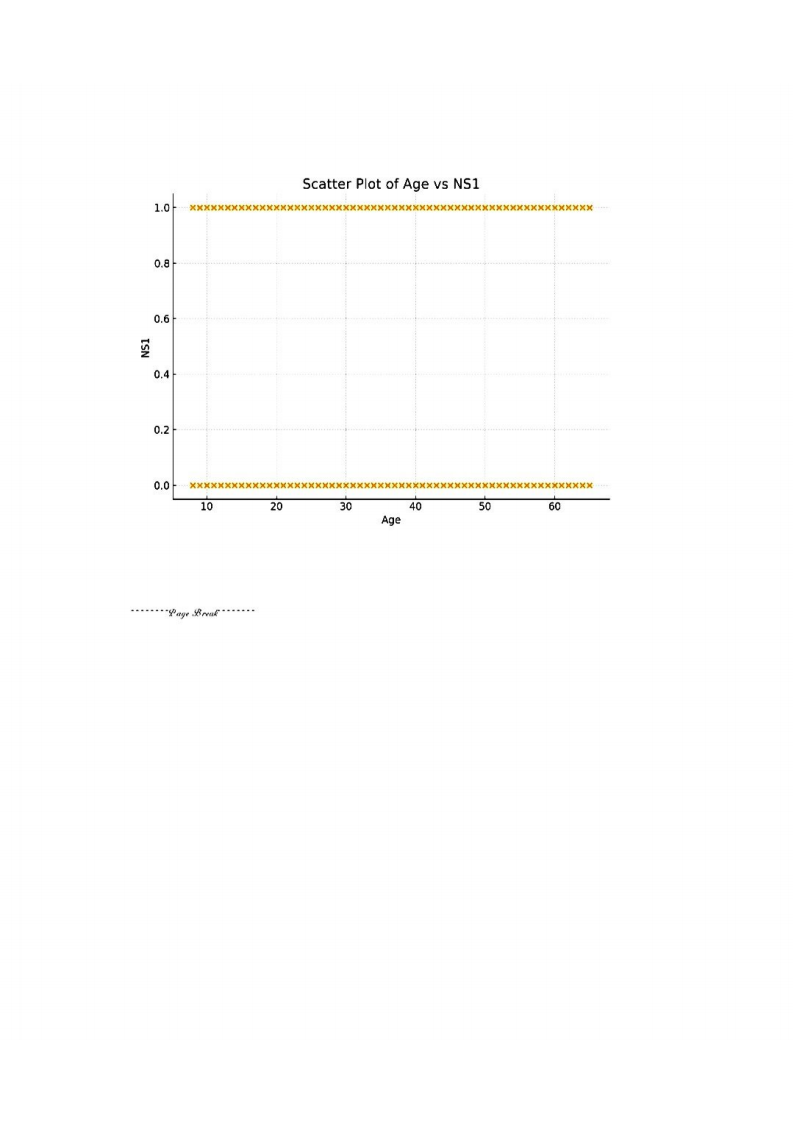 Scatter Plot of Age vs NS1
1.0
0.8
0.6
NS1
0.4
0.2
0.0
10 20 30 40 50 60
Age
--------Page Break-------